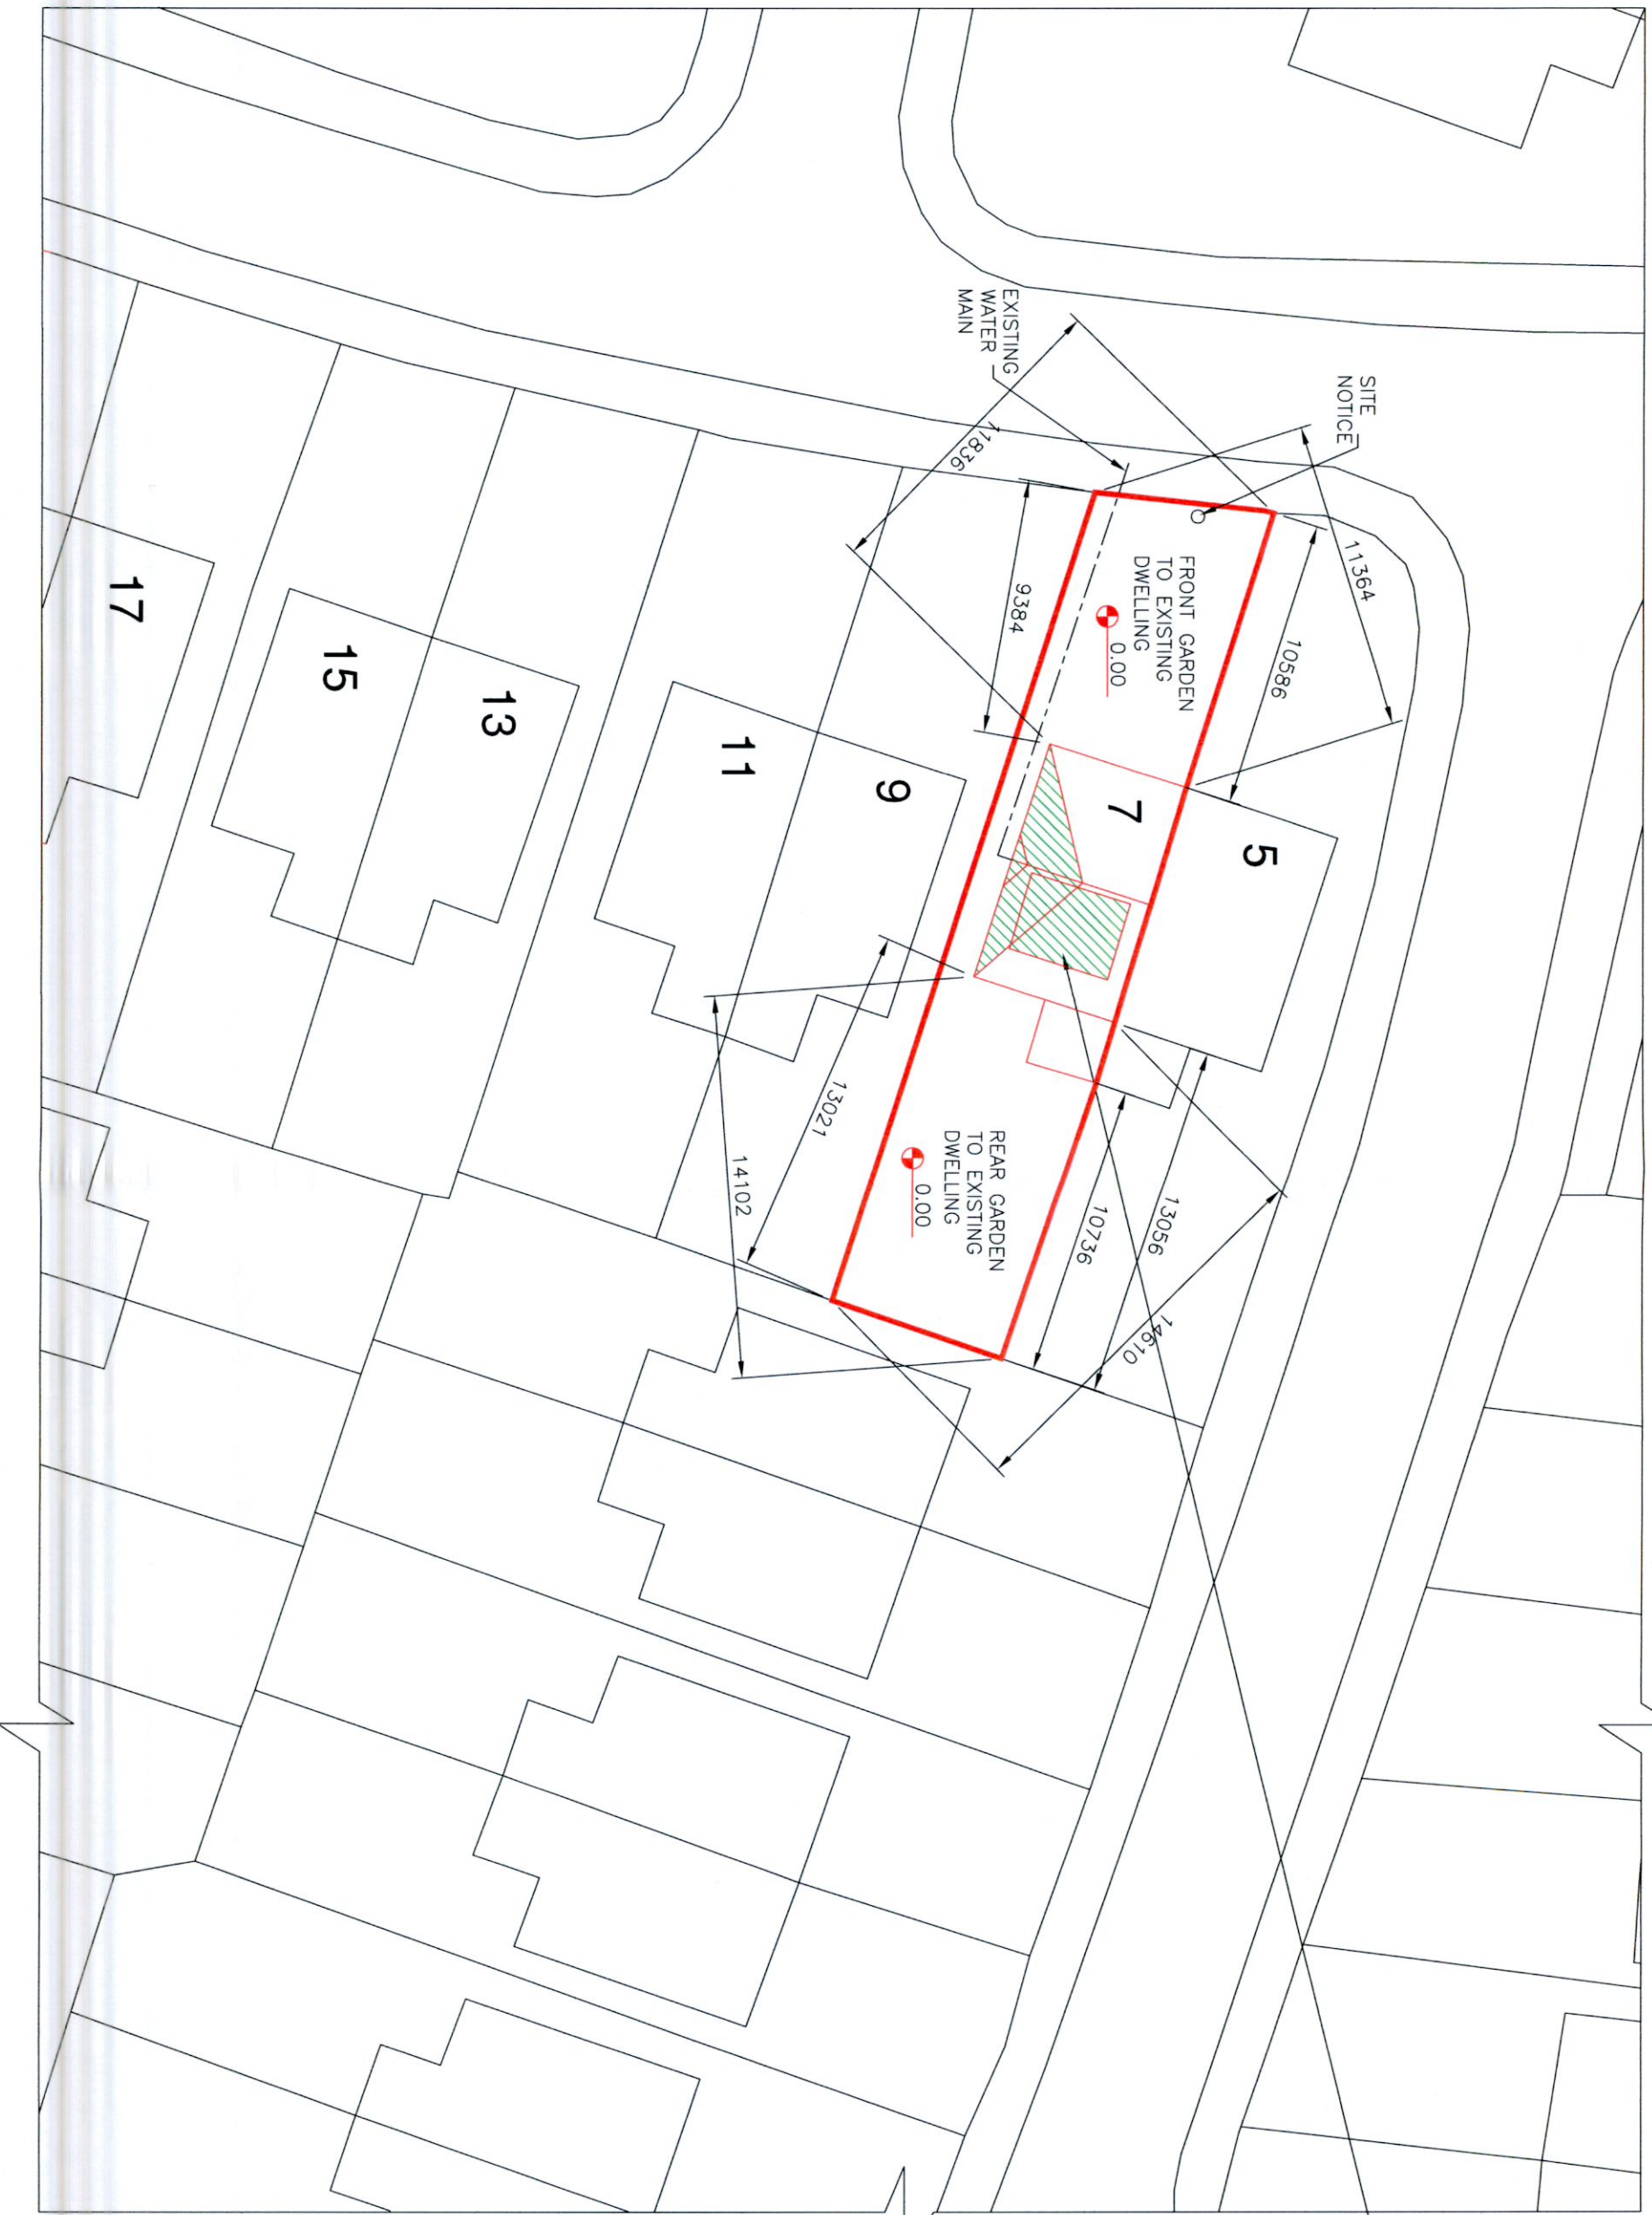 SITE
NOTICE
EXISTING
WATER
MAIN
11836
11364
9384
10586
FRONT GARDEN
TO EXISTING
DWELLING
0.00
17
15
13
11
9
7
5
13021
14102
REAR GARDEN
TO EXISTING
DWELLING
0.00
10736
13056
14610